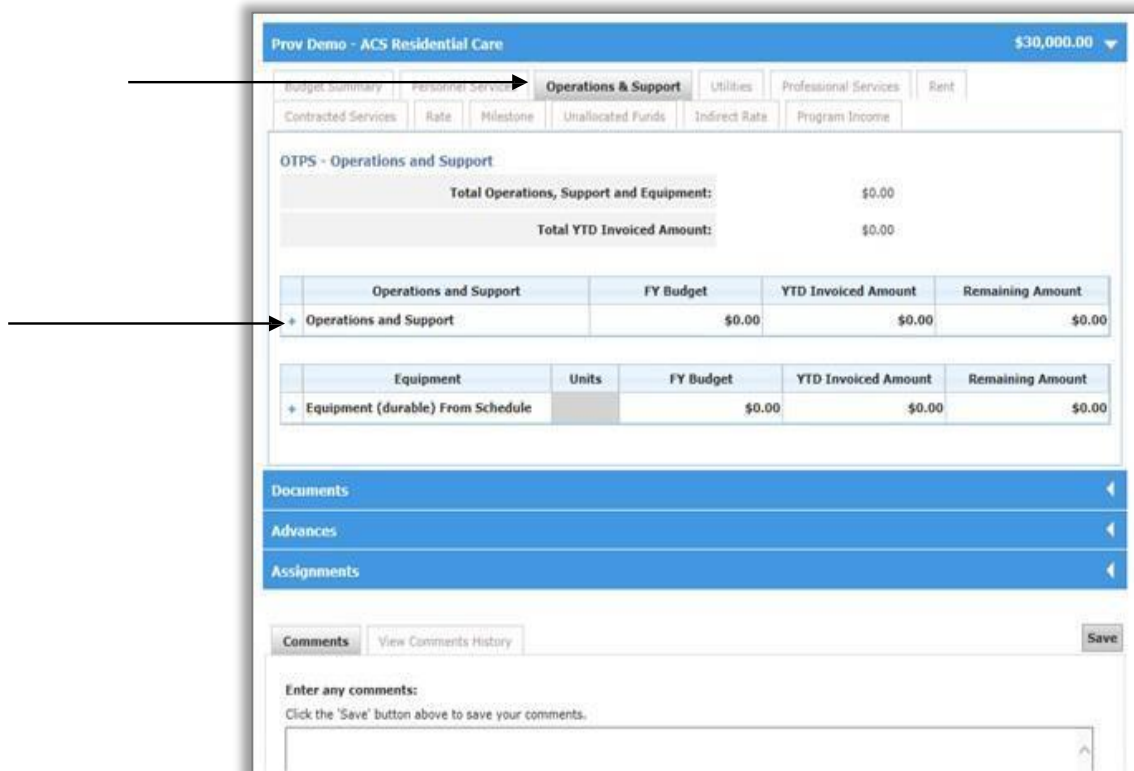 Prov Demo - ACS Residential Care $30,000.00
Budget Summary Personnel Services Operations & Support Utilities Professional Services Rent
Contracted Services Rate Milestone Unallocated Funds Indirect Rate Program Income
OTPS - Operations and Support
Total Operations, Support and Equipment: $0.00
Total YTD Invoiced Amount: $0.00
Operations and Support FY Budget YTD Invoiced Amount Remaining Amount
+ Operations and Support $0.00 $0.00 $0.00
Equipment Units FY Budget YTD Invoiced Amount Remaining Amount
+ Equipment (durable) From Schedule $0.00 $0.00 $0.00
Documents
Advances
Assignments
Comments View Comments History Save
Enter any comments:
Click the 'Save' button above to save your comments.